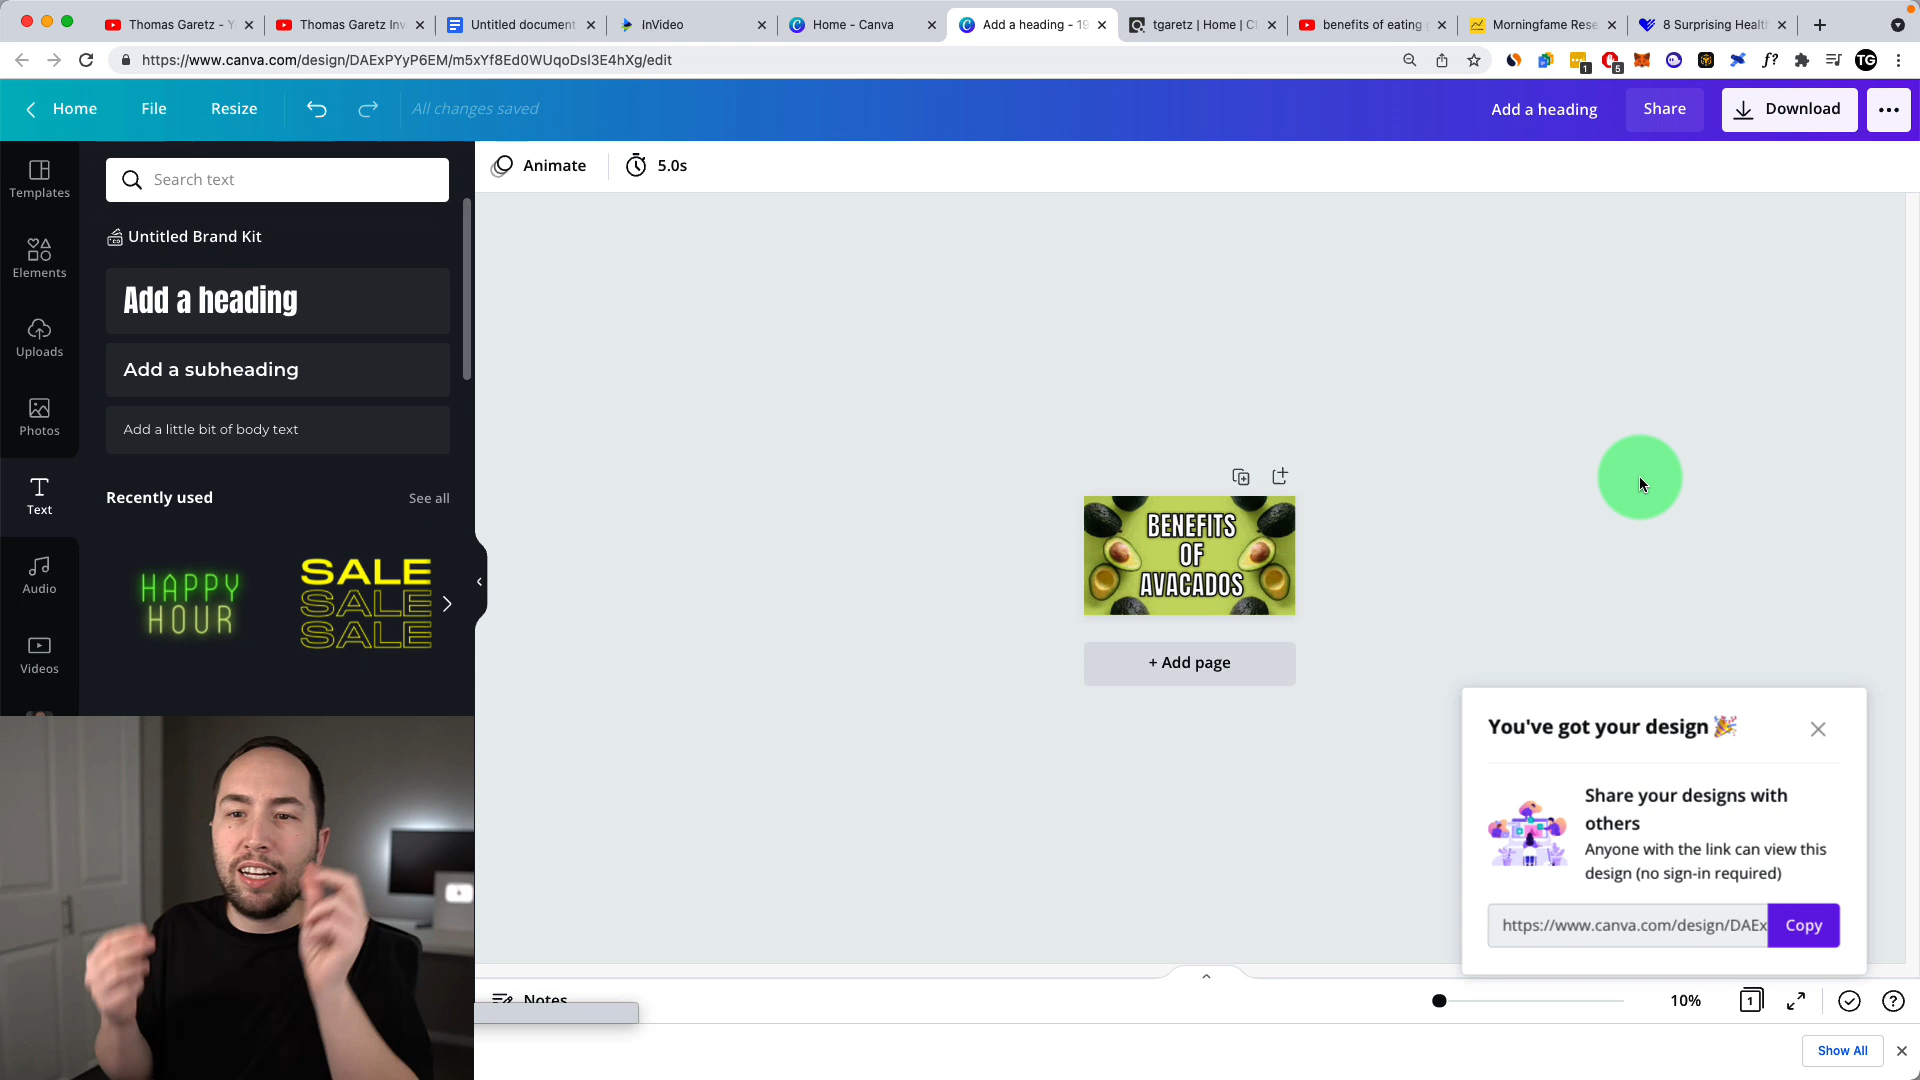 Thomas Garetz - Y
Thomas Garetz Inv
Untitled document
InVideo
Home - Canva
Add a heading - 19
tgaretz | Home |
benefits of eating
Morningfame Rese
8 Surprising Healt
https://www.canva.com/design/DAExPYyP6EM/m5xYf8Ed0WUqoDsI3E4hXg/edit
1
5
f?
TG
Home
File
Resize
All changes saved
Add a heading
Share
Download
Templates
Elements
Uploads
Photos
Text
Audio
Videos
Search text
Untitled Brand Kit
Add a heading
Add a subheading
Add a little bit of body text
Recently used
See all
HAPPY
HOUR
SALE
SALE
SALE
Animate
5.0s
BENEFITS
OF
AVACADOS
+ Add page
You've got your design
Share your designs with
others
Anyone with the link can view this
design (no sign-in required)
https://www.canva.com/design/DAEx
Copy
Notes
10%
1
Show All